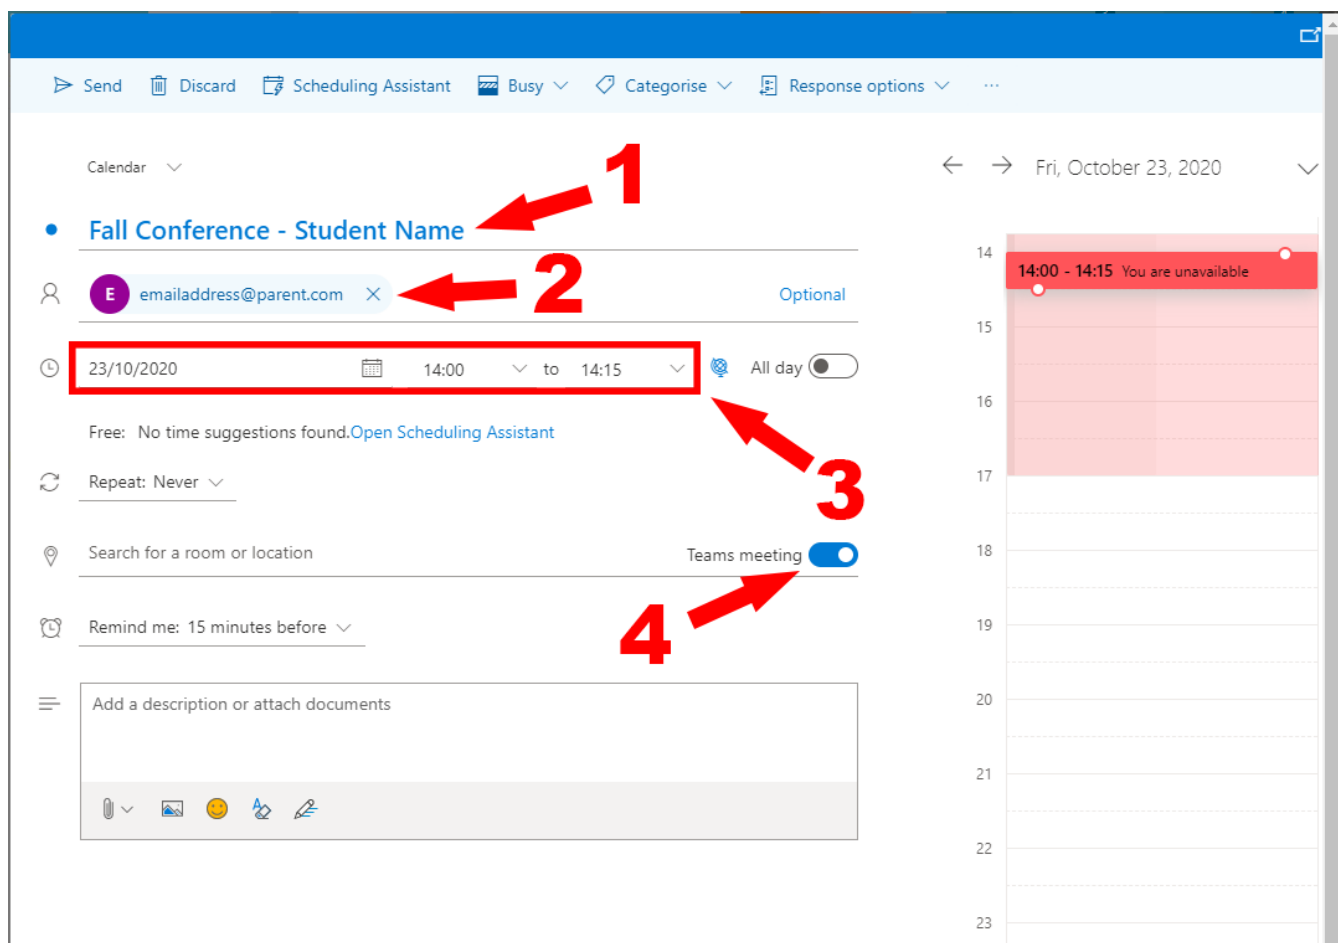 Send Discard Scheduling Assistant Busy Categorise Response options ...
Calendar
1
Fri, October 23, 2020
Fall Conference - Student Name
2
E emailaddress@parent.com
Optional
23/10/2020 14:00 to 14:15 All day
Free: No time suggestions found.Open Scheduling Assistant
3
Repeat: Never
Search for a room or location Teams meeting
4
Remind me: 15 minutes before
Add a description or attach documents
14
14:00 - 14:15 You are unavailable
15
16
17
18
19
20
21
22
23